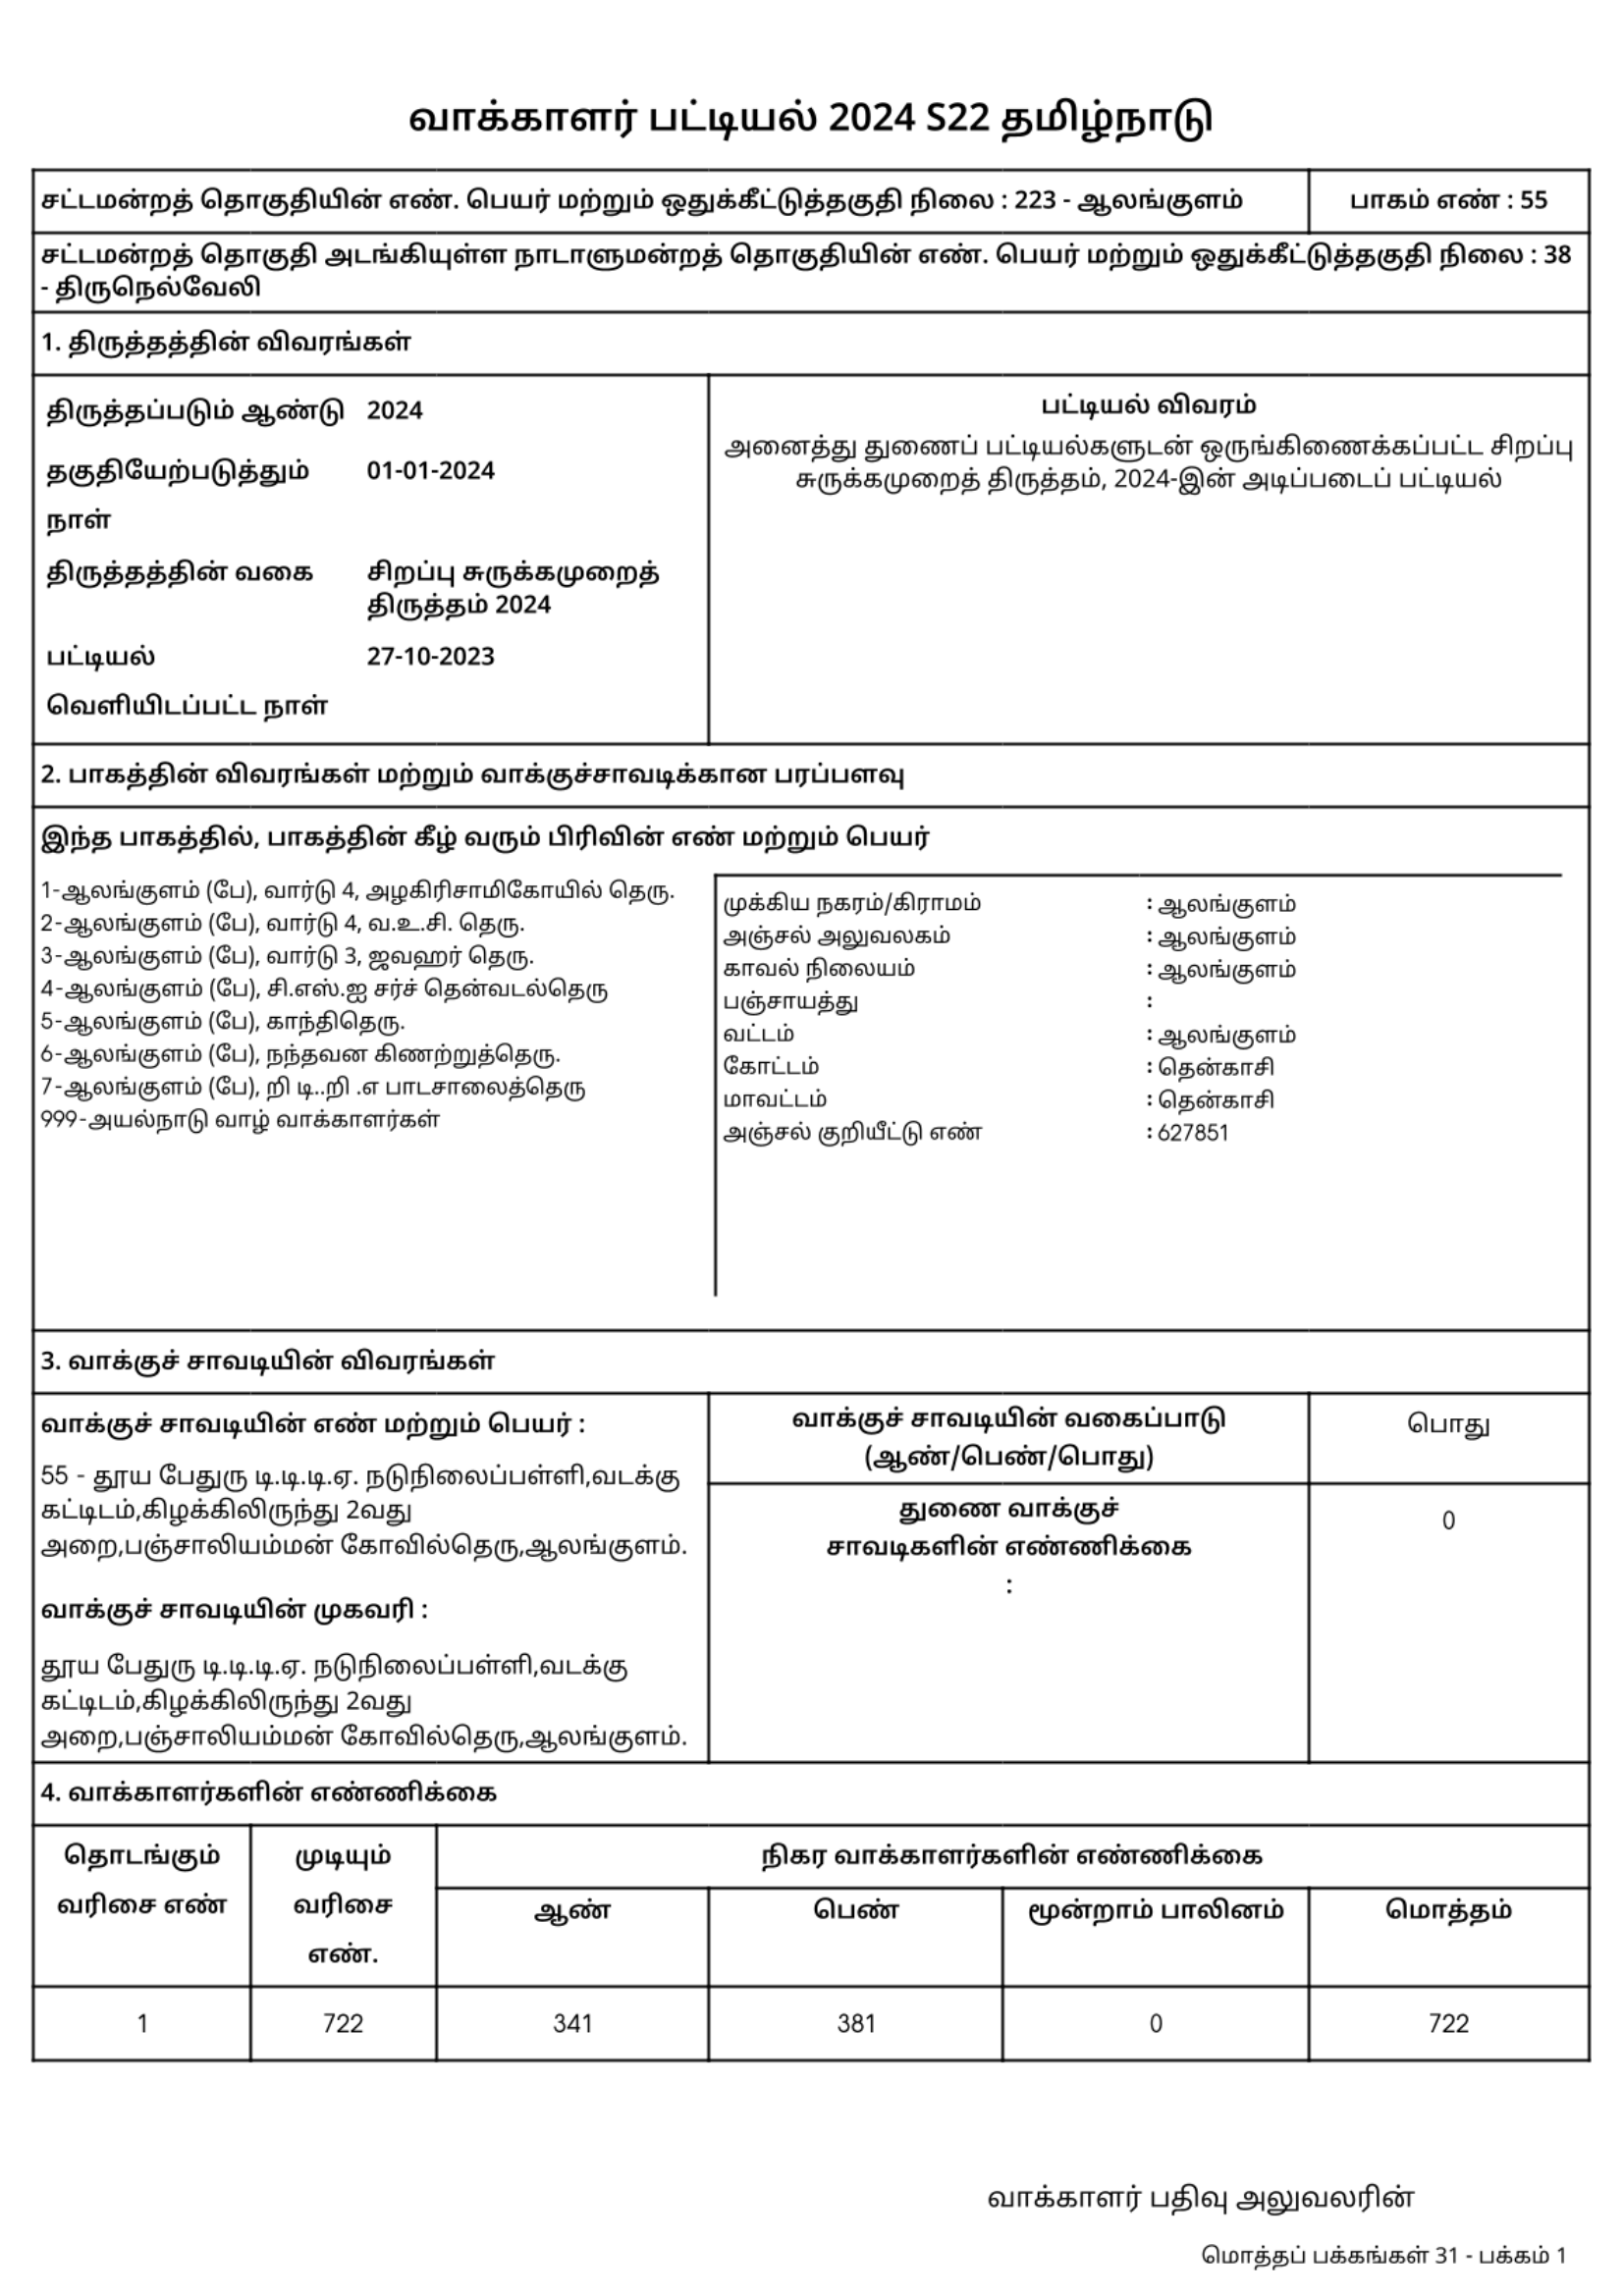 வாக்காளர் பட்டியல் 2024 S22 தமிழ்நாடு
சட்டமன்றத் தொகுதியின் எண். பெயர் மற்றும் ஒதுக்கீட்டுத்தகுதி நிலை : 223 - ஆலங்குளம்
பாகம் எண் : 55
சட்டமன்றத் தொகுதி அடங்கியுள்ள நாடாளுமன்றத் தொகுதியின் எண். பெயர் மற்றும் ஒதுக்கீட்டுத்தகுதி நிலை : 38
- திருநெல்வேலி
1. திருத்தத்தின் விவரங்கள்
திருத்தப்படும் ஆண்டு 2024
தகுதியேற்படுத்தும் 01-01-2024
நாள்
திருத்தத்தின் வகை சிறப்பு சுருக்கமுறைத்
திருத்தம் 2024
பட்டியல் 27-10-2023
வெளியிடப்பட்ட நாள்
பட்டியல் விவரம்
அனைத்து துணைப் பட்டியல்களுடன் ஒருங்கிணைக்கப்பட்ட சிறப்பு
சுருக்கமுறைத் திருத்தம், 2024-இன் அடிப்படைப் பட்டியல்
2. பாகத்தின் விவரங்கள் மற்றும் வாக்குச்சாவடிக்கான பரப்பளவு
இந்த பாகத்தில், பாகத்தின் கீழ் வரும் பிரிவின் எண் மற்றும் பெயர்
1-ஆலங்குளம் (பே), வார்டு 4, அழகிரிசாமிகோயில் தெரு.
2-ஆலங்குளம் (பே), வார்டு 4, வ.உ.சி. தெரு.
3-ஆலங்குளம் (பே), வார்டு 3, ஜவஹர் தெரு.
4-ஆலங்குளம் (பே), சி.எஸ்.ஐ சர்ச் தென்வடல்தெரு
5-ஆலங்குளம் (பே), காந்திதெரு.
6-ஆலங்குளம் (பே), நந்தவன கிணற்றுத்தெரு.
7-ஆலங்குளம் (பே), றி டி..றி .எ பாடசாலைத்தெரு
999-அயல்நாடு வாழ் வாக்காளர்கள்
முக்கிய நகரம்/கிராமம் : ஆலங்குளம்
அஞ்சல் அலுவலகம் : ஆலங்குளம்
காவல் நிலையம் : ஆலங்குளம்
பஞ்சாயத்து :
வட்டம் : ஆலங்குளம்
கோட்டம் : தென்காசி
மாவட்டம் : தென்காசி
அஞ்சல் குறியீட்டு எண் : 627851
3. வாக்குச் சாவடியின் விவரங்கள்
வாக்குச் சாவடியின் எண் மற்றும் பெயர் :
55 - தூய பேதுரு டி.டி.டி.ஏ. நடுநிலைப்பள்ளி,வடக்கு
கட்டிடம்,கிழக்கிலிருந்து 2வது
அறை,பஞ்சாலியம்மன் கோவில்தெரு,ஆலங்குளம்.
வாக்குச் சாவடியின் முகவரி :
தூய பேதுரு டி.டி.டி.ஏ. நடுநிலைப்பள்ளி,வடக்கு
கட்டிடம்,கிழக்கிலிருந்து 2வது
அறை,பஞ்சாலியம்மன் கோவில்தெரு,ஆலங்குளம்.
வாக்குச் சாவடியின் வகைப்பாடு
(ஆண்/பெண்/பொது)
பொது
துணை வாக்குச்
சாவடிகளின் எண்ணிக்கை
:
0
4. வாக்காளர்களின் எண்ணிக்கை
தொடங்கும்
வரிசை எண்
முடியும்
வரிசை
எண்.
நிகர வாக்காளர்களின் எண்ணிக்கை
ஆண் பெண் மூன்றாம் பாலினம் மொத்தம்
1 722 341 381 0 722
வாக்காளர் பதிவு அலுவலரின்
மொத்தப் பக்கங்கள் 31 - பக்கம் 1